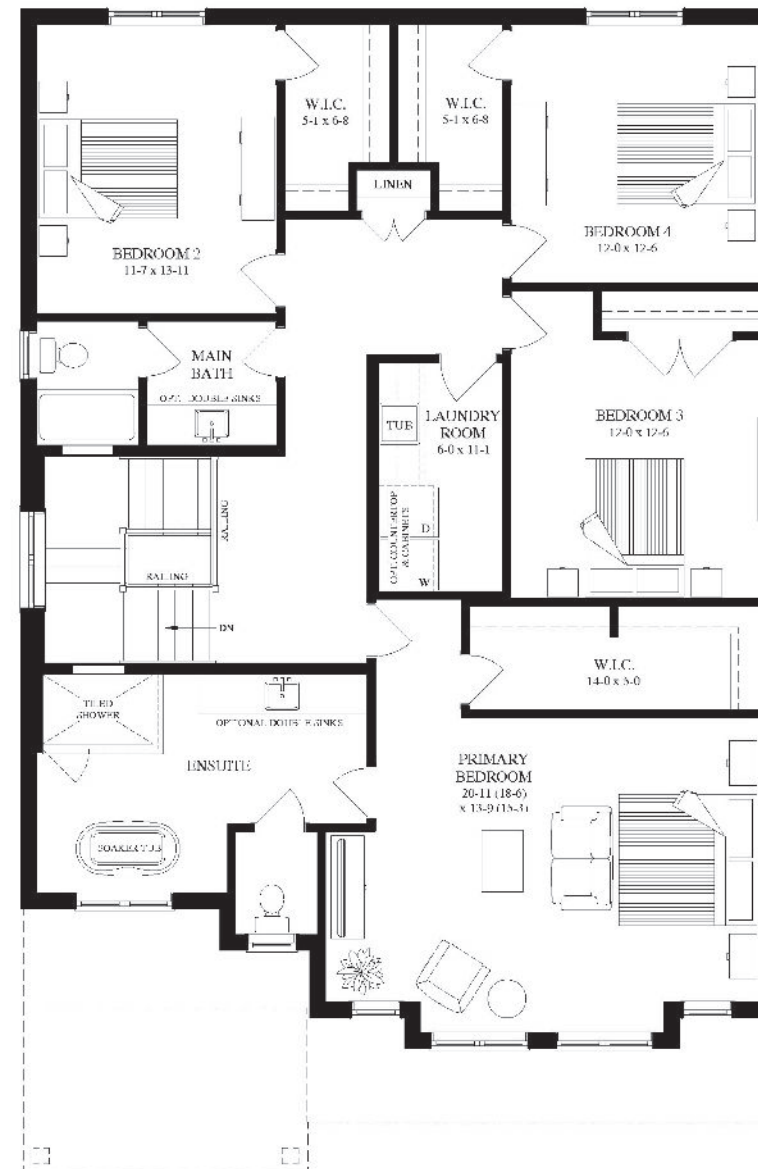 W.I.C.
5-1 x 6-8
W.I.C.
5-1 x 6-8
LINEN
BEDROOM 2
11-7 x 13-11
BEDROOM 4
12-0 x 12-6
MAIN
BATH
OPT. DOUBLE SINKS
TUB
LAUNDRY
ROOM
6-0 x 11-1
BEDROOM 3
12-0 x 12-6
RAILING
OPT. COUNTERTOP
& CABINETS
D
W
RAILING
DN
W.I.C.
14-0 x 5-0
TILED
SHOWER
OPTIONAL DOUBLE SINKS
ENSUITE
PRIMARY
BEDROOM
20-11 (18-6)
x 13-9 (15-3)
SOAKER TUB